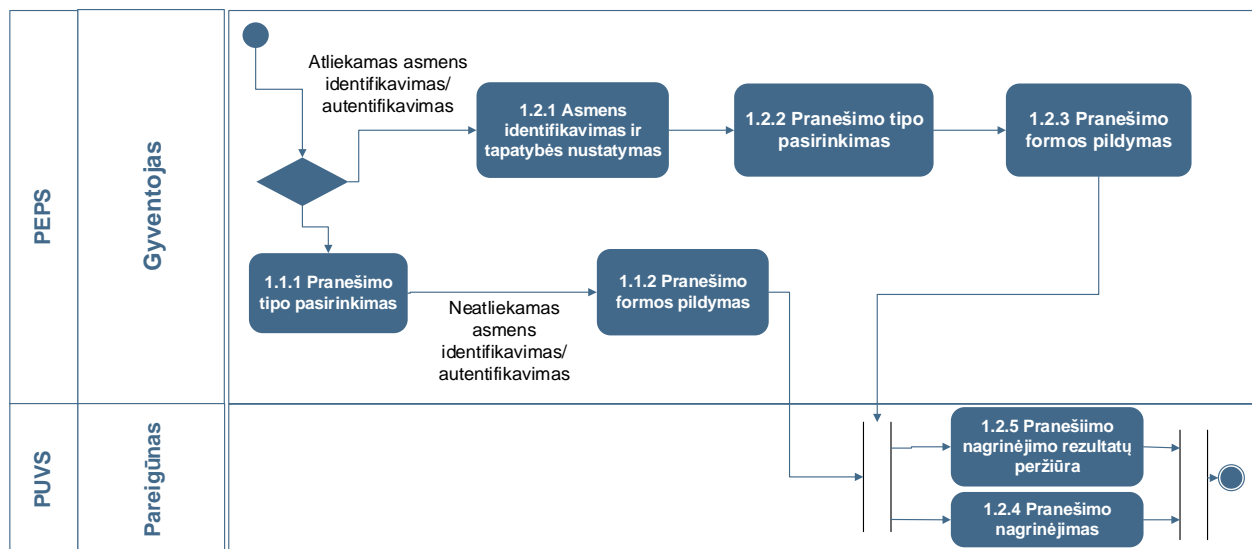 PEPS
Gyventojas
Atliekamas asmens
identifikavimas/
autentifikavimas
1.2.1 Asmens
identifikavimas ir
tapatybės nustatymas
1.2.2 Pranešimo tipo
pasirinkimas
1.2.3 Pranešimo
formos pildymas
1.1.1 Pranešimo
tipo pasirinkimas
Neatliekamas
asmens
identifikavimas/
autentifikavimas
1.1.2 Pranešimo
formos pildymas
PUVS
Pareigūnas
1.2.5 Pranešiimo
nagrinėjimo rezultatų
peržiūra
1.2.4 Pranešimo
nagrinėjimas